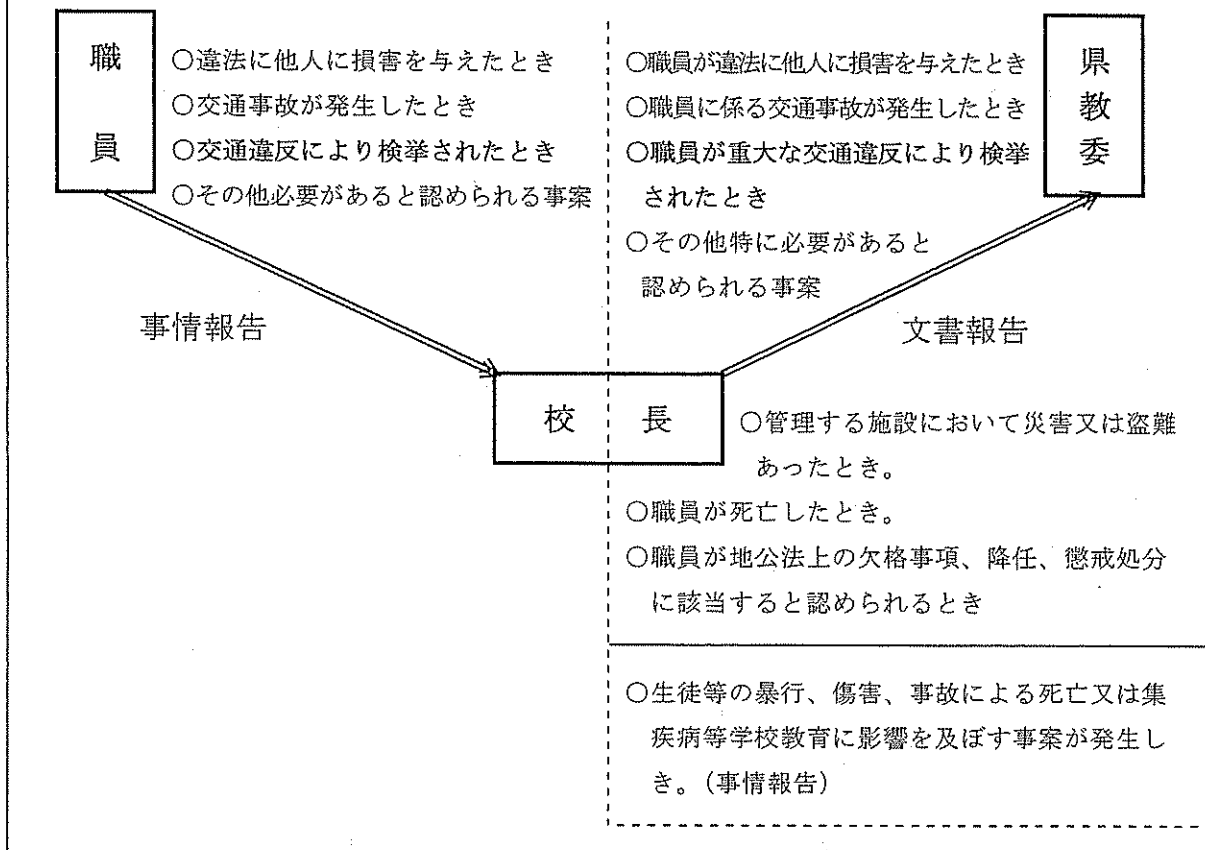 職員
○違法に他人に損害を与えたとき
○交通事故が発生したとき
○交通違反により検挙されたとき
○その他必要があると認められる事案
事情報告
○職員が違法に他人に損害を与えたとき
○職員に係る交通事故が発生したとき
○職員が重大な交通違反により検挙
されたとき
○その他特に必要があると
認められる事案
県教委
文書報告
校長
○管理する施設において災害又は盗難
あったとき。
○職員が死亡したとき。
○職員が地公法上の欠格事項、降任、懲戒処分
に該当すると認められるとき
○生徒等の暴行、傷害、事故による死亡又は集
疾病等学校教育に影響を及ぼす事案が発生し
き。(事情報告)